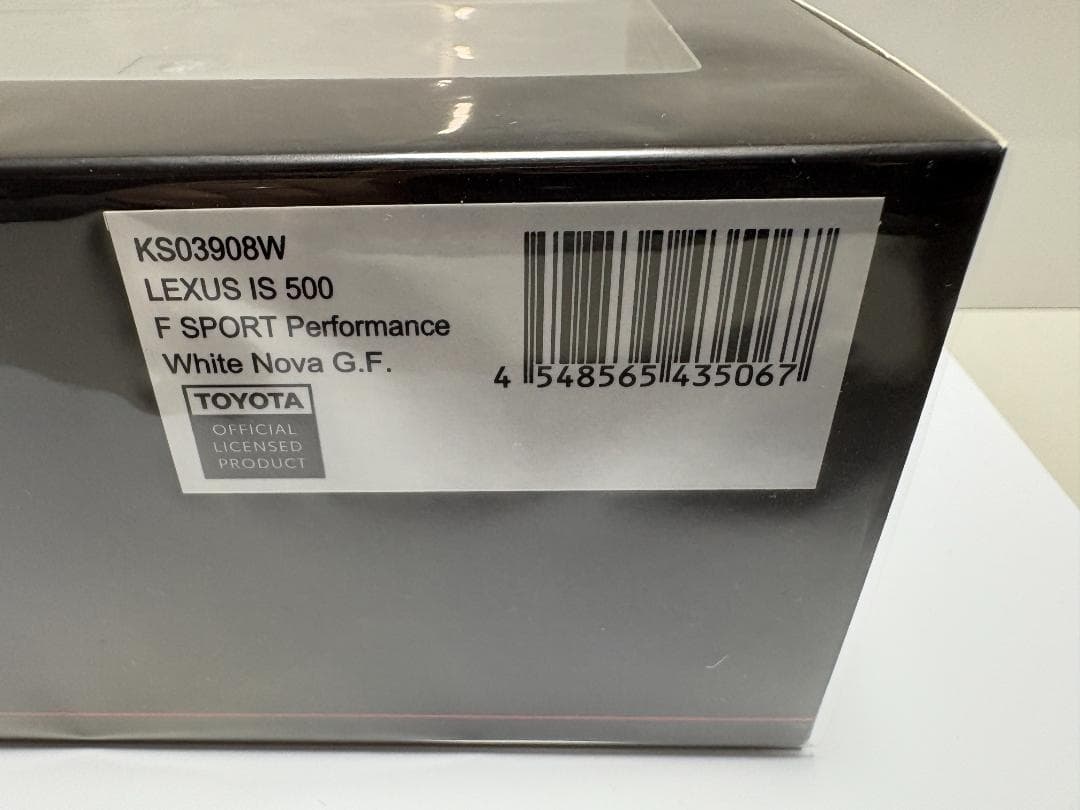 KS03908W
LEXUS IS 500
F SPORT Performance
White Nova G.F.
TOYOTA
OFFICIAL
LICENSED
PRODUCT
4 548565 435067